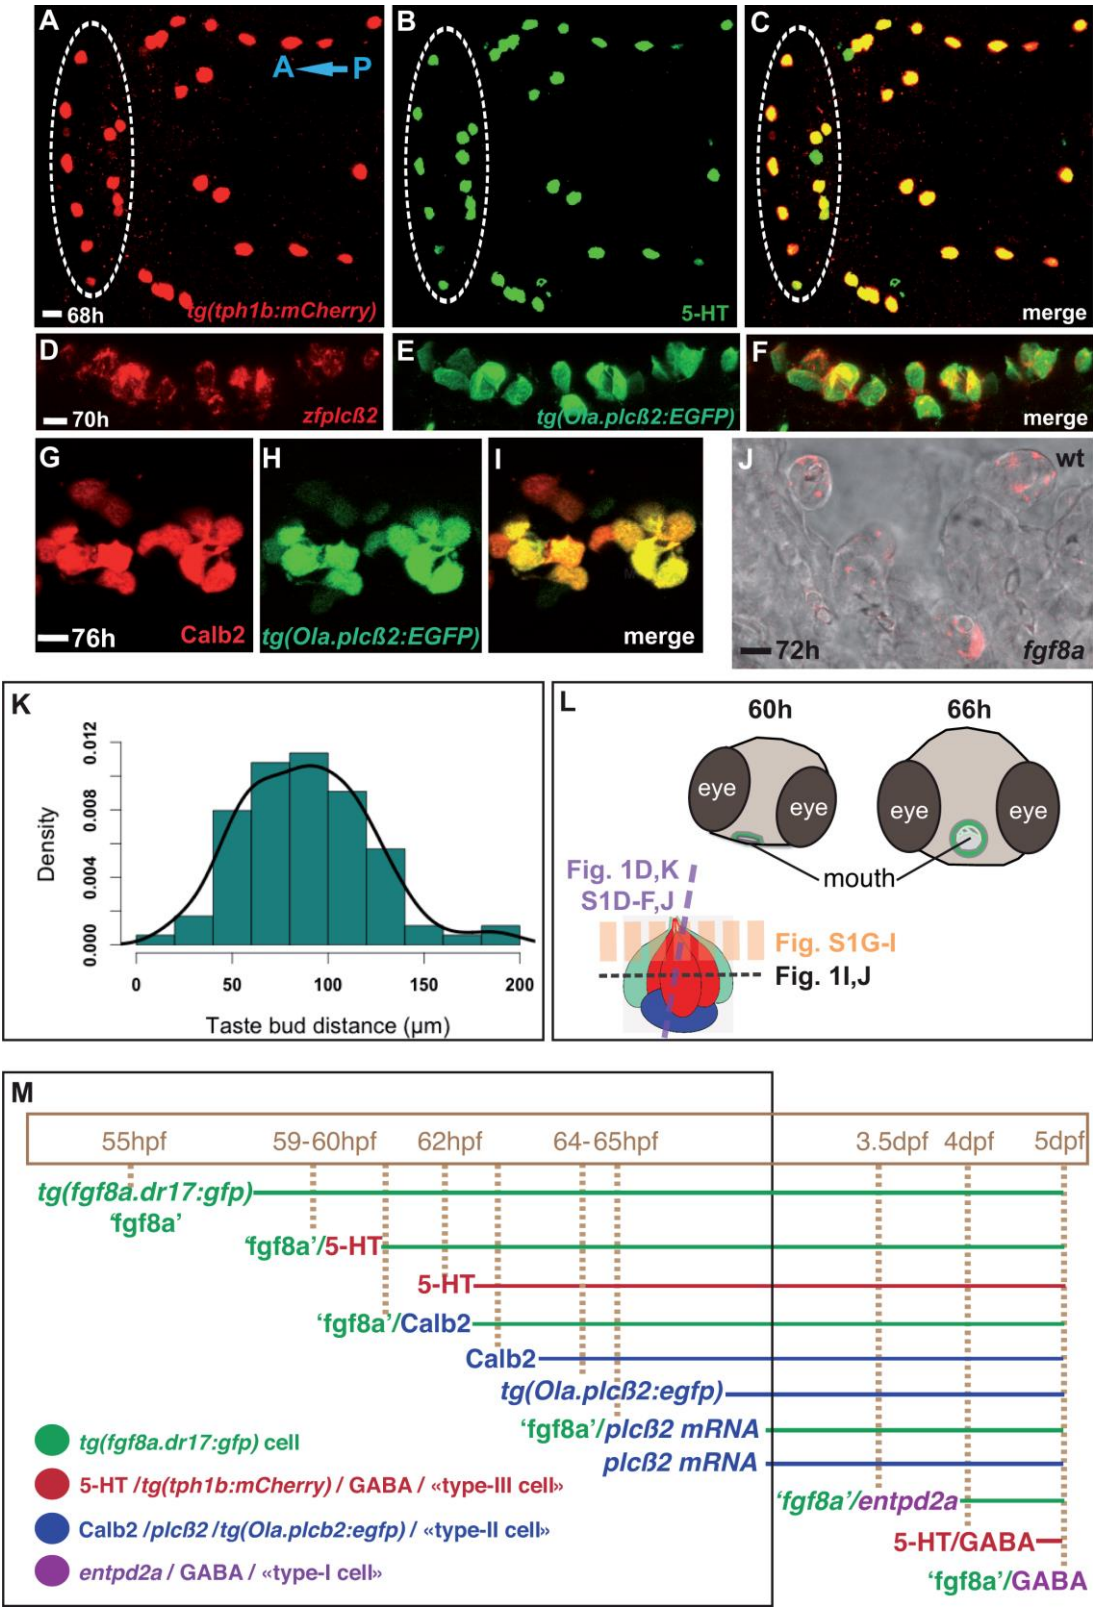 A
B
C
A P
68h
tg(tph1b:mCherry)
5-HT
merge
D
E
F
70h
zfplcß2
tg(Ola.plcß2:EGFP)
merge
G
H
I
J
wt
76h
Calb2
tg(Ola.plcß2:EGFP)
merge
72h
fgf8a
K
Density
0.012
0.008
0.004
0.000
0 50 100 150 200
Taste bud distance (µm)
L
60h
66h
eye
eye
eye
eye
mouth
Fig. 1D,K
S1D-F,J
Fig. S1G-I
Fig. 1I,J
M
55hpf 59-60hpf 62hpf 64-65hpf 3.5dpf 4dpf 5dpf
tg(fgf8a.dr17:gfp)
'fgf8a'
'fgf8a'/5-HT
5-HT
'fgf8a'/Calb2
Calb2
tg(Ola.plcß2:egfp)
'fgf8a'/plcß2 mRNA
plcß2 mRNA
'fgf8a'/entpd2a
5-HT/GABA
'fgf8a'/GABA
tg(fgf8a.dr17:gfp) cell
5-HT /tg(tph1b:mCherry) / GABA / «type-III cell»
Calb2 /plcß2 /tg(Ola.plcb2:egfp) / «type-II cell»
entpd2a / GABA / «type-I cell»